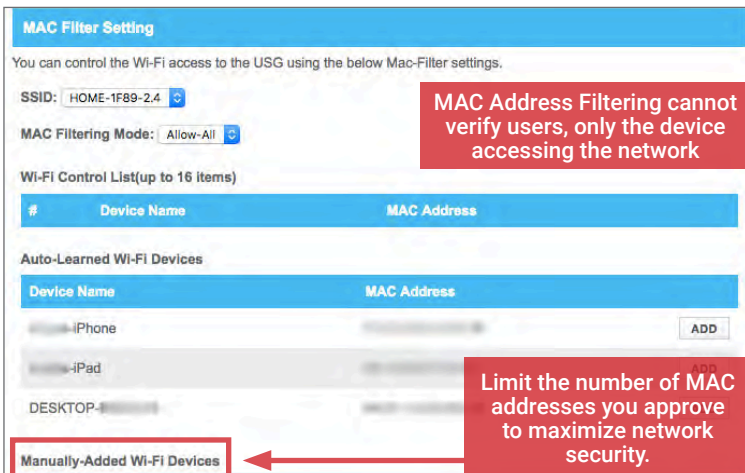 MAC Filter Setting
You can control the Wi-Fi access to the USG using the below Mac-Filter settings.
SSID: HOME-1F89-2.4
MAC Filtering Mode: Allow-All
MAC Address Filtering cannot
verify users, only the device
accessing the network
Wi-Fi Control List(up to 16 items)
# Device Name MAC Address
Auto-Learned Wi-Fi Devices
Device Name MAC Address
-iPhone ADD
-iPad ADD
DESKTOP-
Limit the number of MAC
addresses you approve
to maximize network
security.
Manually-Added Wi-Fi Devices